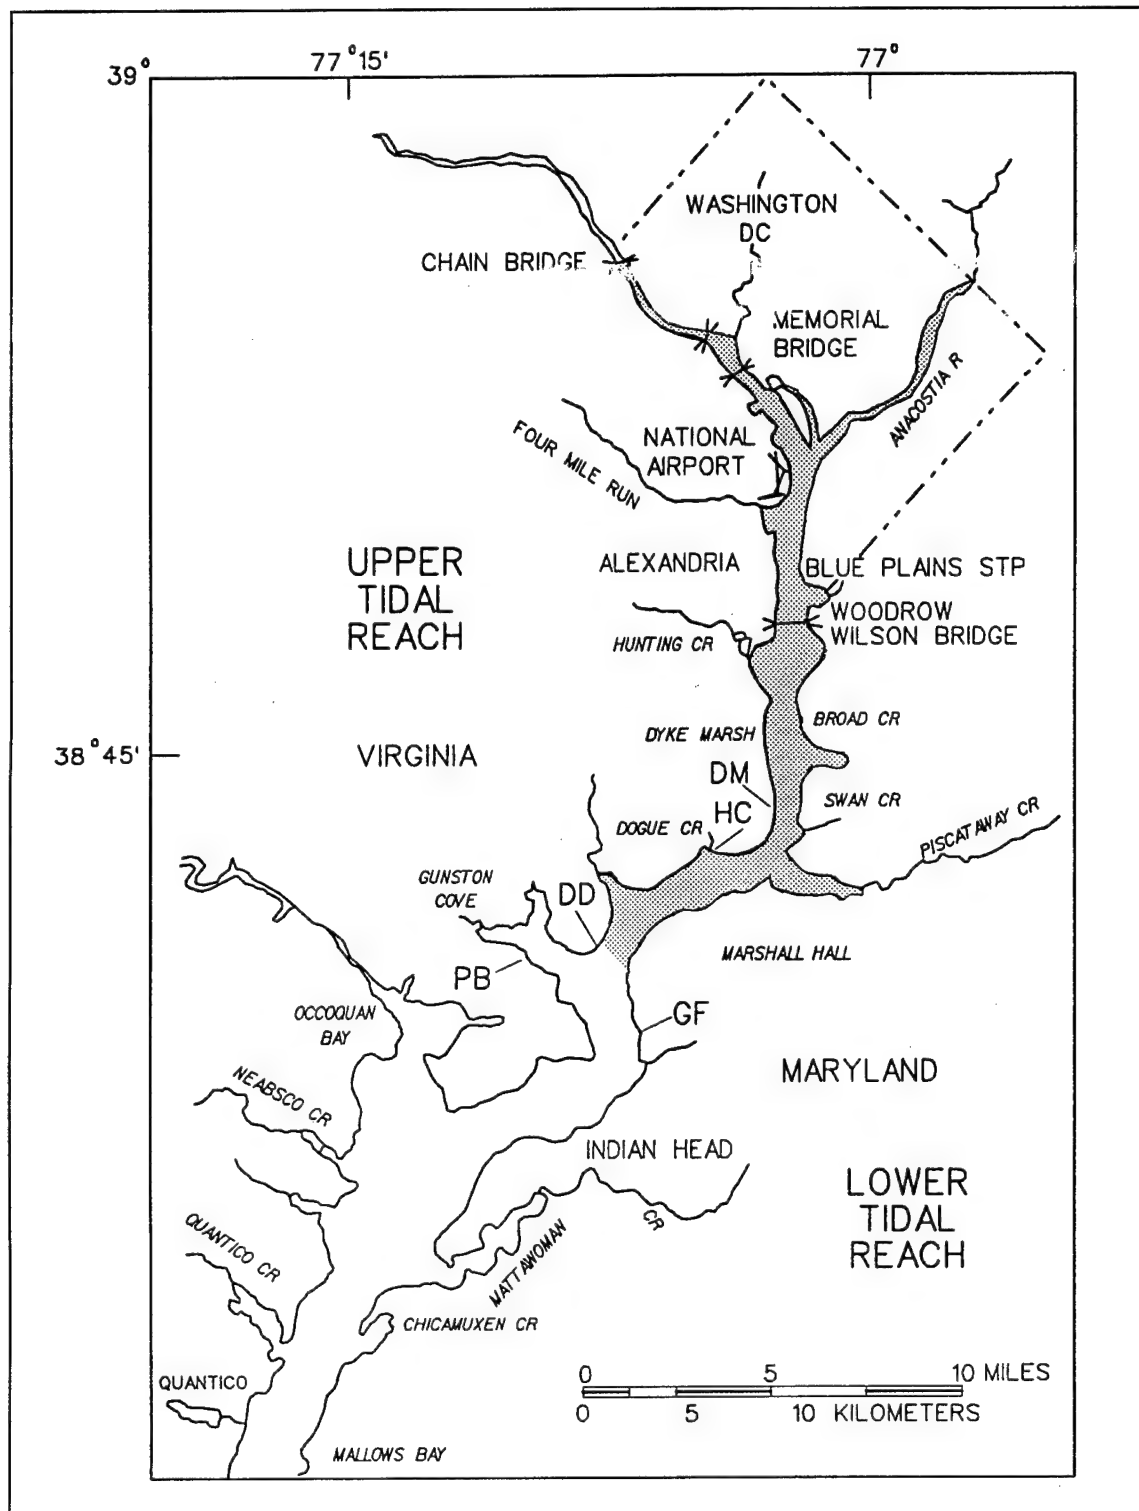 77°15'
77°
39°
WASHINGTON
DC
CHAIN BRIDGE
MEMORIAL
BRIDGE
ANACOSTIA R
FOUR MILE RUN
NATIONAL
AIRPORT
UPPER
TIDAL
REACH
ALEXANDRIA
BLUE PLAINS STP
WOODROW
WILSON BRIDGE
HUNTING CR
DYKE MARSH
BROAD CR
38°45'
VIRGINIA
DM
HC
SWAN CR
DOGUE CR
PISCATAWAY CR
GUNSTON
COVE
DD
PB
MARSHALL HALL
OCCOQUAN
BAY
GF
NEABSCO CR
MARYLAND
INDIAN HEAD
LOWER
TIDAL
REACH
QUANTICO CR
MATTAWOMAN CR
CHICAMUXEN CR
QUANTICO
0 5 10 MILES
0 5 10 KILOMETERS
MALLOWS BAY